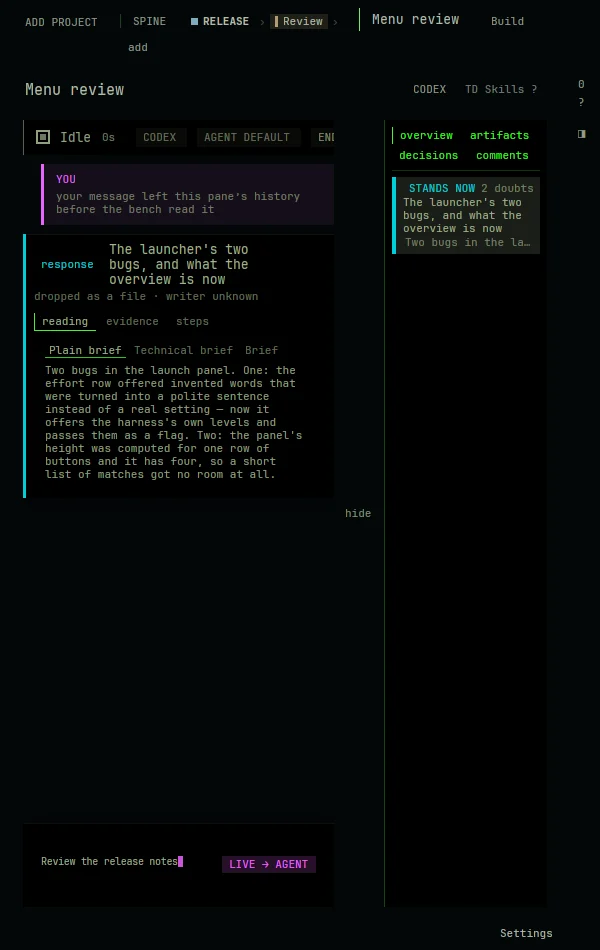 ADD PROJECT SPINE RELEASE › Review › Menu review Build
add
Menu review CODEX TD Skills ?
0
?
Idle 0s CODEX AGENT DEFAULT
YOU
your message left this pane's history
before the bench read it
response
The launcher's two
bugs, and what the
overview is now
dropped as a file · writer unknown
reading evidence steps
Plain brief Technical brief Brief
Two bugs in the launch panel. One: the
effort row offered invented words that
were turned into a polite sentence
instead of a real setting — now it
offers the harness's own levels and
passes them as a flag. Two: the panel's
height was computed for one row of
buttons and it has four, so a short
list of matches got no room at all.
hide
overview artifacts
decisions comments
STANDS NOW 2 doubts
The launcher's two
bugs, and what the
overview is now
Two bugs in the la…
Review the release notes LIVE → AGENT
Settings